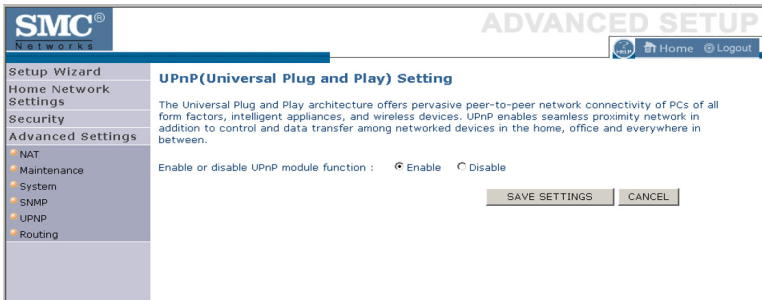 SMC®
Networks
ADVANCED SETUP
HELP Home Logout
Setup Wizard
Home Network
Settings
Security
Advanced Settings
NAT
Maintenance
System
SNMP
UPNP
Routing
UPnP(Universal Plug and Play) Setting
The Universal Plug and Play architecture offers pervasive peer-to-peer network connectivity of PCs of all
form factors, intelligent appliances, and wireless devices. UPnP enables seamless proximity network in
addition to control and data transfer among networked devices in the home, office and everywhere in
between.
Enable or disable UPnP module function : Enable Disable
SAVE SETTINGS CANCEL